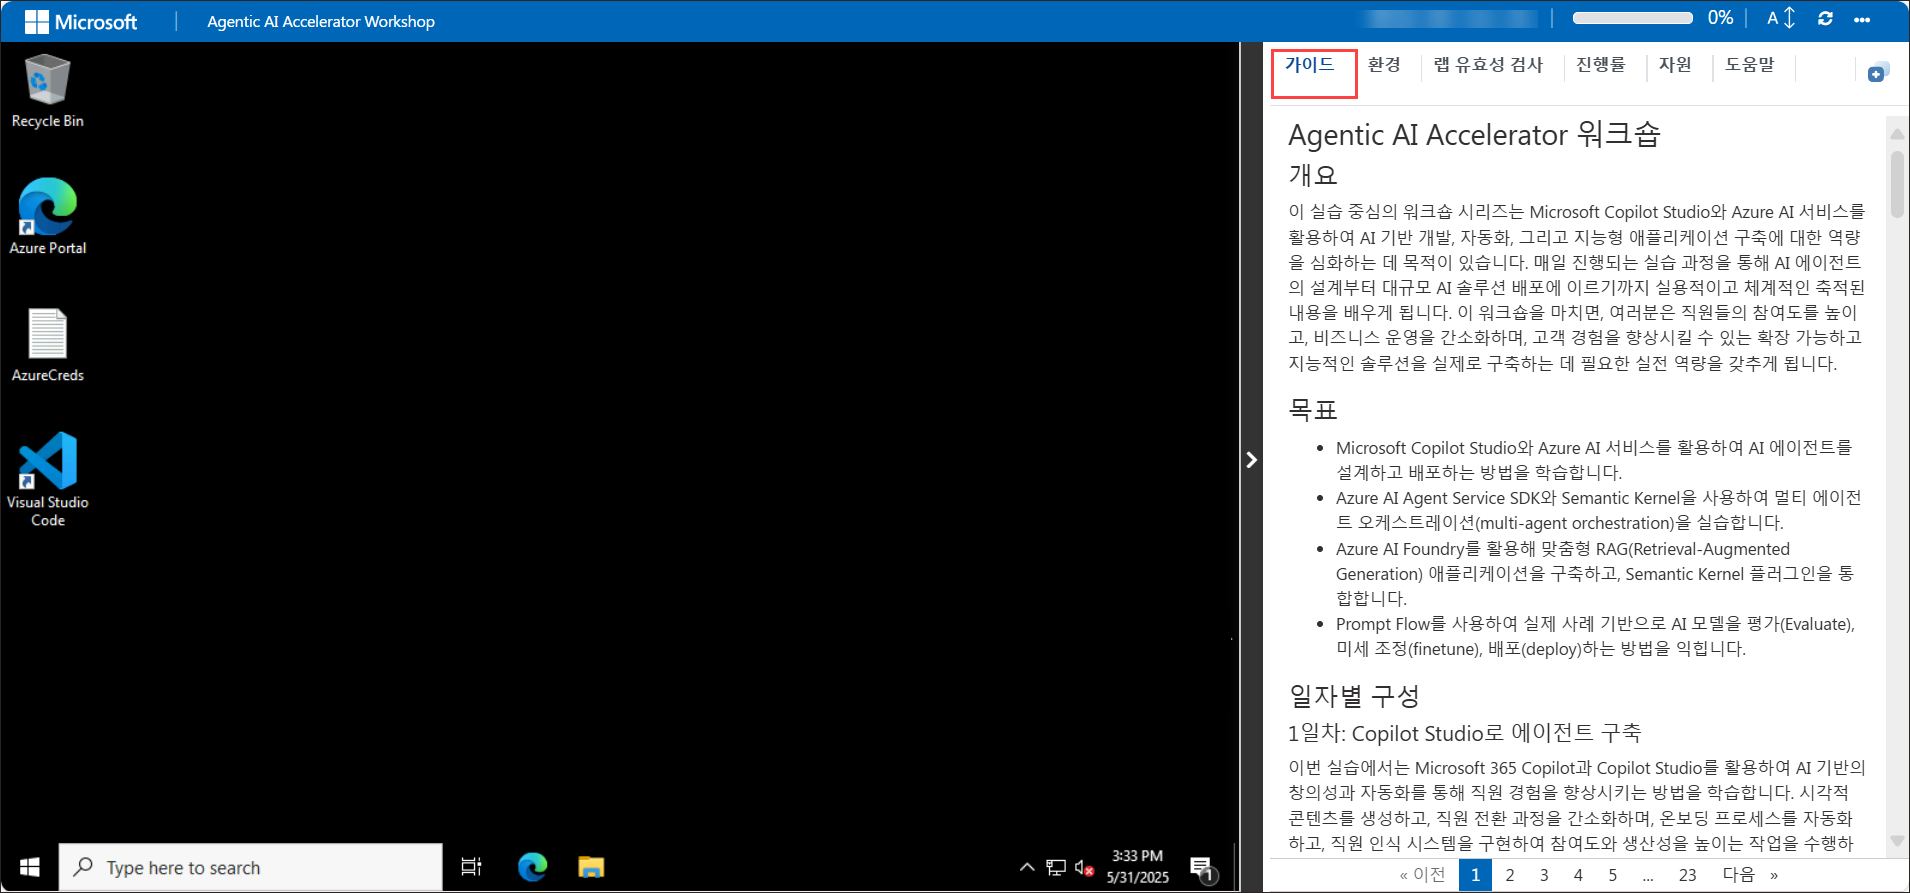 Microsoft
Agentic AI Accelerator Workshop
0%
A
Recycle Bin
Azure Portal
AzureCreds
Visual Studio
Code
가이드
환경
랩 유효성 검사
진행률
자원
도움말
Agentic AI Accelerator 워크숍
개요
이 실습 중심의 워크숍 시리즈는 Microsoft Copilot Studio와 Azure AI 서비스를
활용하여 AI 기반 개발, 자동화, 그리고 지능형 애플리케이션 구축에 대한 역량
을 심화하는 데 목적이 있습니다. 매일 진행되는 실습 과정을 통해 AI 에이전트
의 설계부터 대규모 AI 솔루션 배포에 이르기까지 실용적이고 체계적인 축적된
내용을 배우게 됩니다. 이 워크숍을 마치면, 여러분은 직원들의 참여도를 높이
고, 비즈니스 운영을 간소화하며, 고객 경험을 향상시킬 수 있는 확장 가능하고
지능적인 솔루션을 실제로 구축하는 데 필요한 실전 역량을 갖추게 됩니다.
목표
• Microsoft Copilot Studio와 Azure AI 서비스를 활용하여 AI 에이전트를
설계하고 배포하는 방법을 학습합니다.
• Azure AI Agent Service SDK와 Semantic Kernel을 사용하여 멀티 에이전
트 오케스트레이션(multi-agent orchestration)을 실습합니다.
• Azure AI Foundry를 활용해 맞춤형 RAG(Retrieval-Augmented
Generation) 애플리케이션을 구축하고, Semantic Kernel 플러그인을 통
합합니다.
• Prompt Flow를 사용하여 실제 사례 기반으로 AI 모델을 평가(Evaluate),
미세 조정(finetune), 배포(deploy)하는 방법을 익힙니다.
일자별 구성
1일차: Copilot Studio로 에이전트 구축
이번 실습에서는 Microsoft 365 Copilot과 Copilot Studio를 활용하여 AI 기반의
창의성과 자동화를 통해 직원 경험을 향상시키는 방법을 학습합니다. 시각적
콘텐츠를 생성하고, 직원 전환 과정을 간소화하며, 온보딩 프로세스를 자동화
하고, 직원 인식 시스템을 구현하여 참여도와 생산성을 높이는 작업을 수행하
« 이전 1 2 3 4 5 ... 23 다음 »
Type here to search
3:33 PM
5/31/2025
1